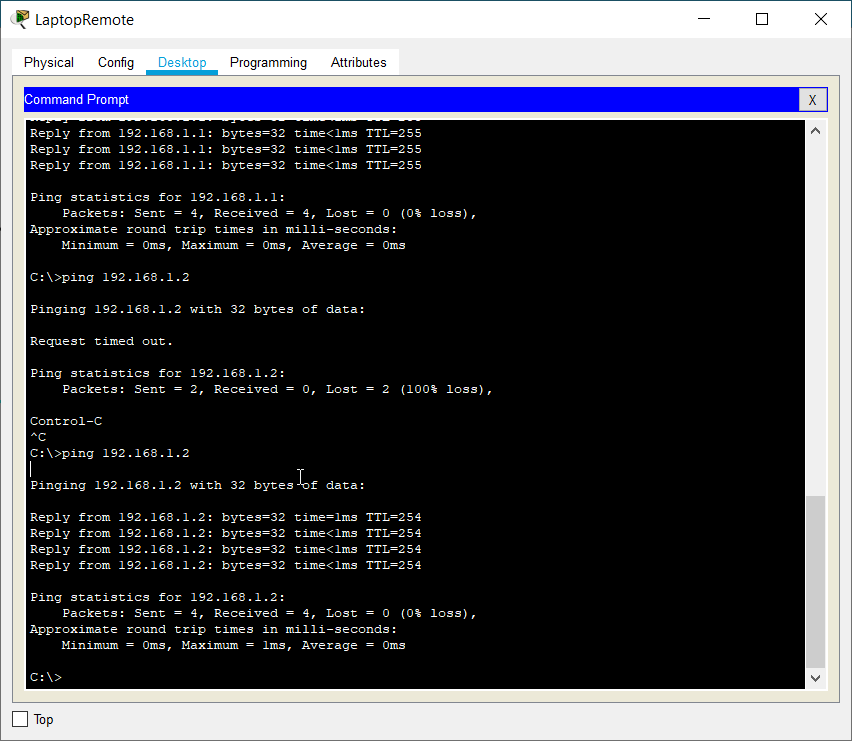 LaptopRemote
Physical Config Desktop Programming Attributes
Command Prompt X
Reply from 192.168.1.1: bytes=32 time<1ms TTL=255
Reply from 192.168.1.1: bytes=32 time<1ms TTL=255
Reply from 192.168.1.1: bytes=32 time<1ms TTL=255
Ping statistics for 192.168.1.1:
Packets: Sent = 4, Received = 4, Lost = 0 (0% loss),
Approximate round trip times in milli-seconds:
Minimum = 0ms, Maximum = 0ms, Average = 0ms
C:\>ping 192.168.1.2
Pinging 192.168.1.2 with 32 bytes of data:
Request timed out.
Ping statistics for 192.168.1.2:
Packets: Sent = 2, Received = 0, Lost = 2 (100% loss),
Control-C
^C
C:\>ping 192.168.1.2
Pinging 192.168.1.2 with 32 bytes of data:
Reply from 192.168.1.2: bytes=32 time=1ms TTL=254
Reply from 192.168.1.2: bytes=32 time<1ms TTL=254
Reply from 192.168.1.2: bytes=32 time<1ms TTL=254
Reply from 192.168.1.2: bytes=32 time<1ms TTL=254
Ping statistics for 192.168.1.2:
Packets: Sent = 4, Received = 4, Lost = 0 (0% loss),
Approximate round trip times in milli-seconds:
Minimum = 0ms, Maximum = 1ms, Average = 0ms
C:\>
Top